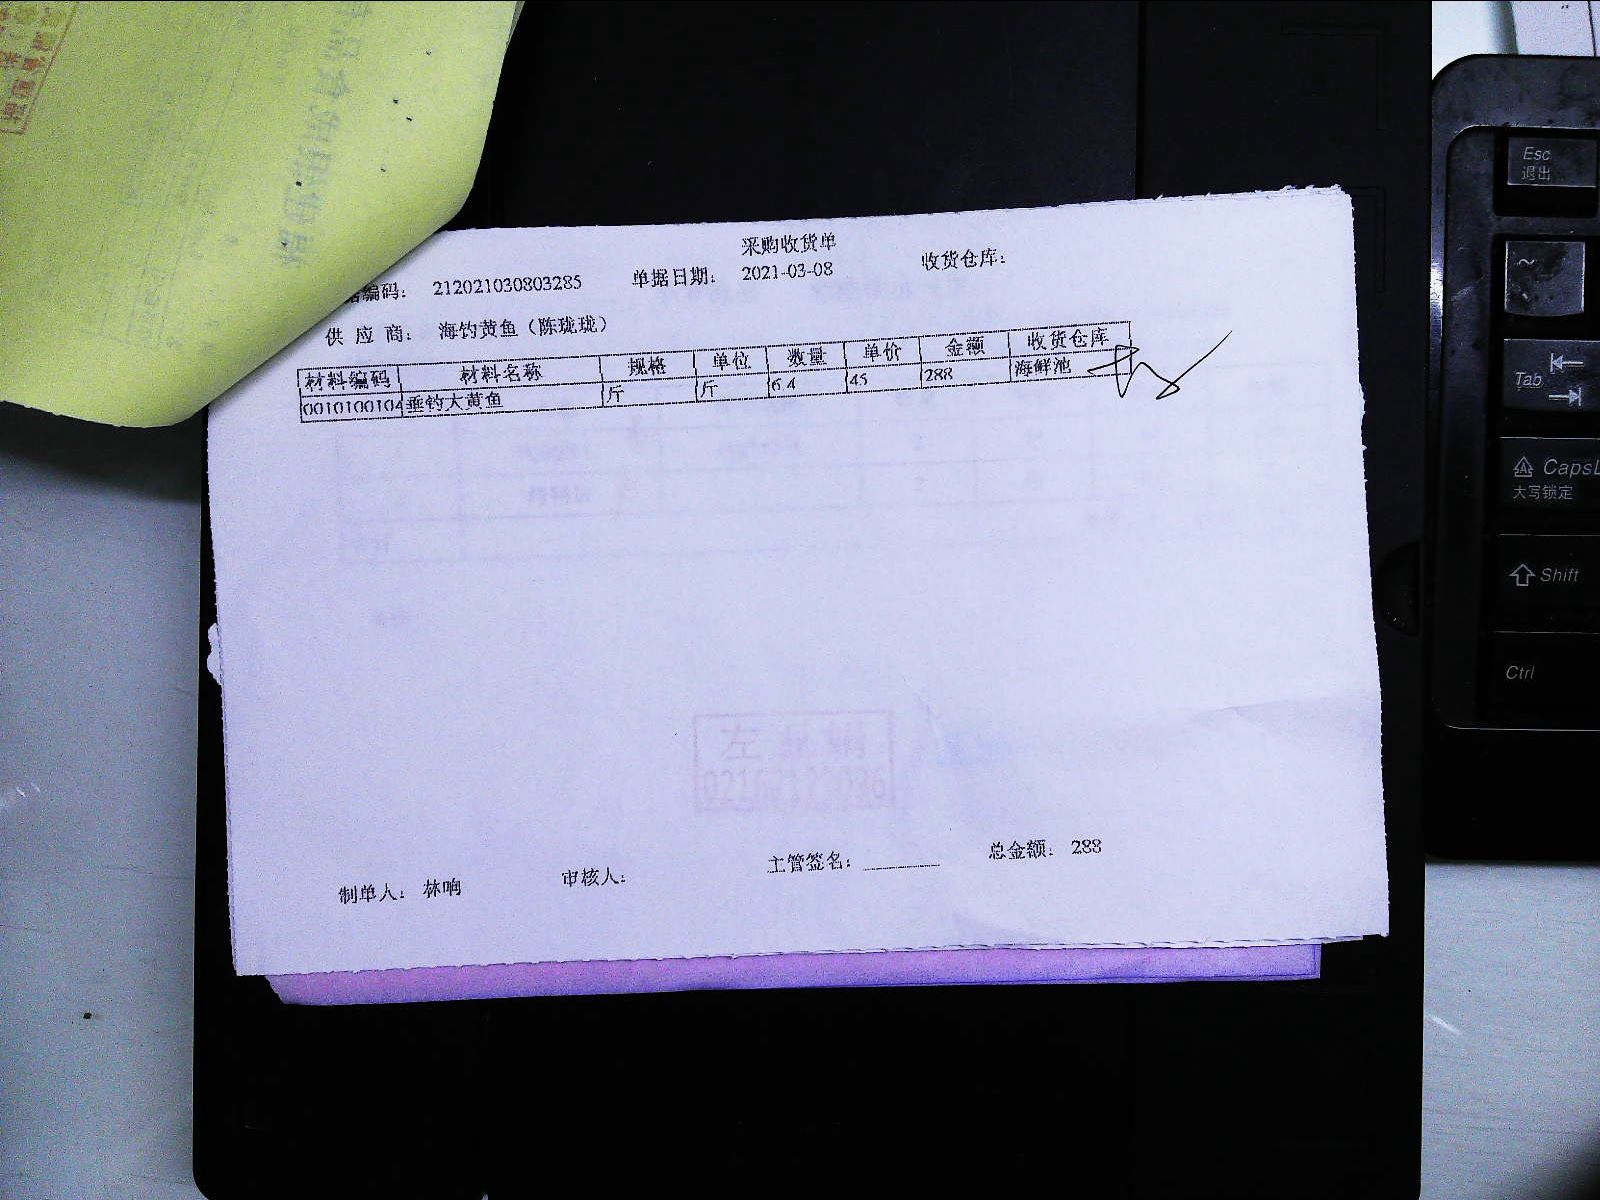 采购收货单
据编码： 212021030803285 单据日期： 2021-03-08 收货仓库：
供 应 商： 海钓黄鱼（陈珑珑）
材料编码 材料名称 规格 单位 数量 单价 金额 收货仓库
0010100104 垂钓大黄鱼 斤 斤 6.4 45 288 海鲜池
左
制单人： 林响 审核人： 主管签名： 总金额： 288
Esc
退出
~
Tab
CapsL
大写锁定
Shift
Ctrl